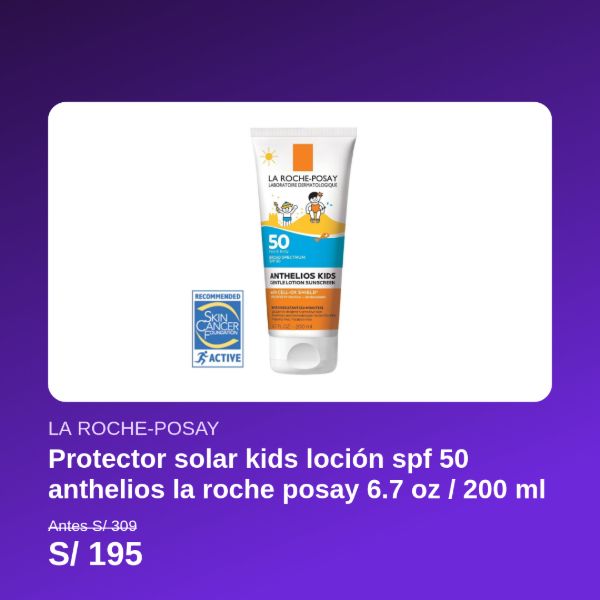 LA ROCHE-POSAY
LABORATOIRE DERMATOLOGIQUE
50
BROAD SPECTRUM
ANTHELIOS KIDS
GENTLE LOTION SUNSCREEN
RECOMMENDED
SKIN
CANCER
FOUNDATION
ACTIVE
LA ROCHE-POSAY
Protector solar kids loción spf 50
anthelios la roche posay 6.7 oz / 200 ml
Antes S/ 309
S/ 195